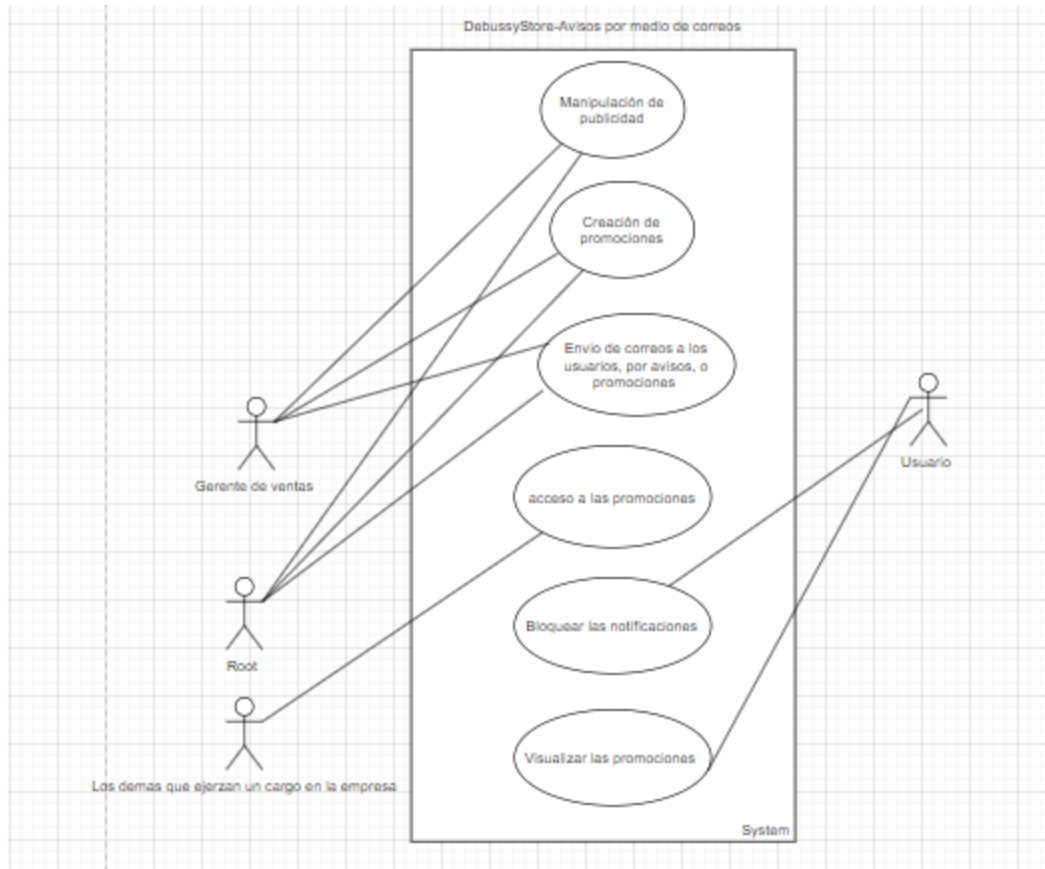 DebussyStore-Avisos por medio de correos
Manipulación de
publicidad
Creación de
promociones
Envio de correos a los
usuarios, por avisos, o
promociones
Usuario
Gerente de ventas
acceso a las promociones
Bloquear las notificaciones
Root
Visualizar las promociones
Los demas que ejerzan un cargo en la empresa
System